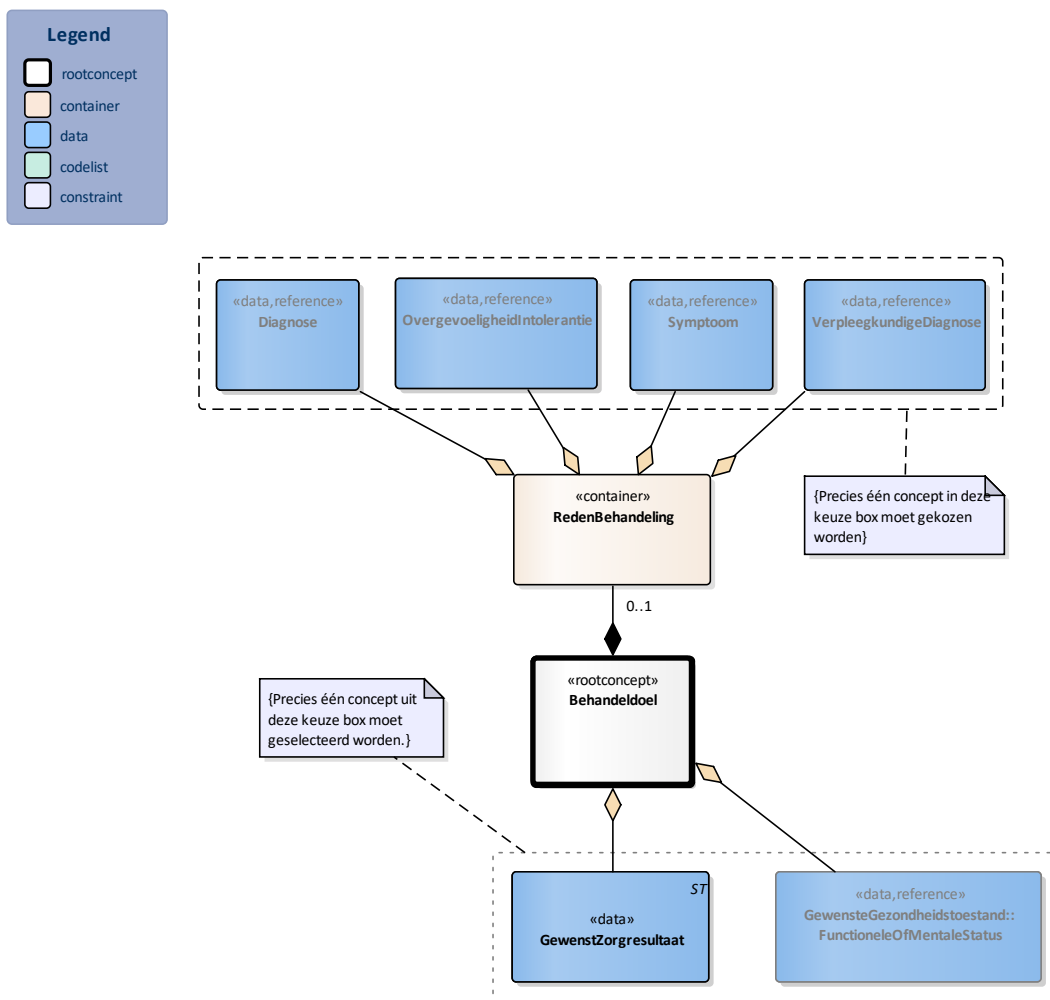 Legend
rootconcept
container
data
codelist
constraint
«data,reference»
Diagnose
«data,reference»
OvergevoeligheidIntolerantie
«data,reference»
Symptoom
«data,reference»
VerpleegkundigeDiagnose
«container»
RedenBehandeling
{Precies één concept in deze
keuze box moet gekozen
worden}
0..1
«rootconcept»
Behandeldoel
{Precies één concept uit
deze keuze box moet
geselecteerd worden.}
ST
«data»
GewenstZorgresultaat
«data,reference»
GewensteGezondheidstoestand::
FunctioneleOfMentaleStatus